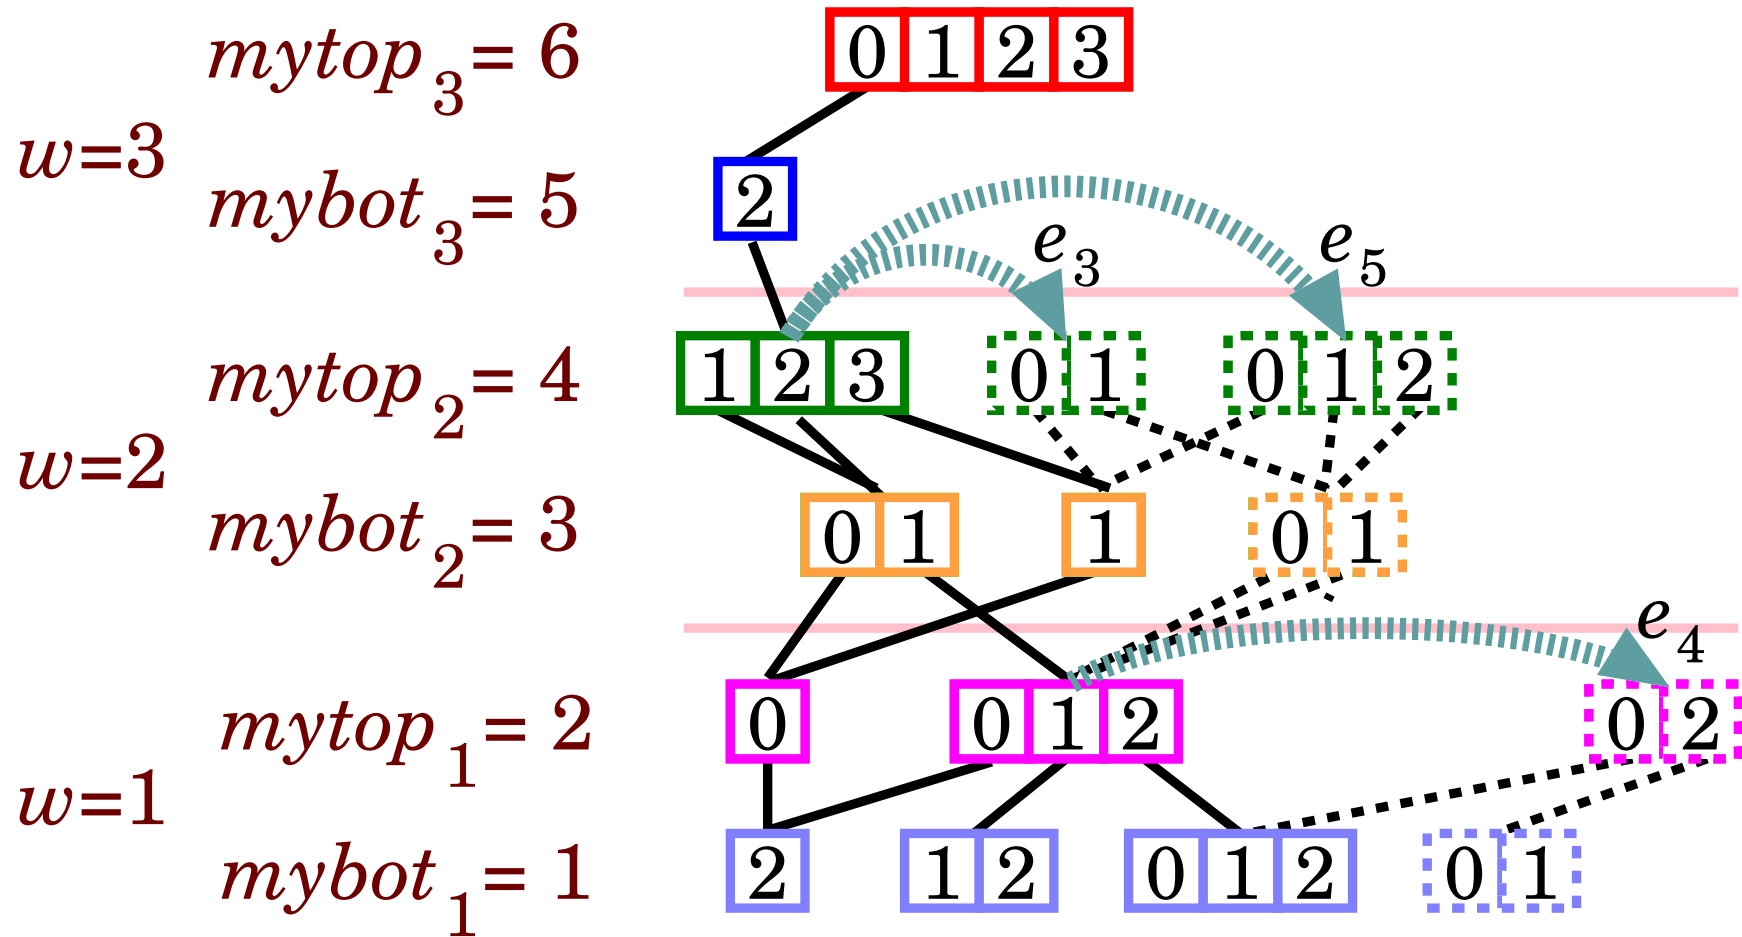 mytop3= 6 0 1 2 3
w=3
mybot3= 5 2
e3 e5
mytop2= 4 1 2 3 0 1 0 1 2
w=2
mybot2= 3 0 1 1 0 1
e4
mytop1= 2 0 0 1 2 0 2
w=1
mybot1= 1 2 1 2 0 1 2 0 1